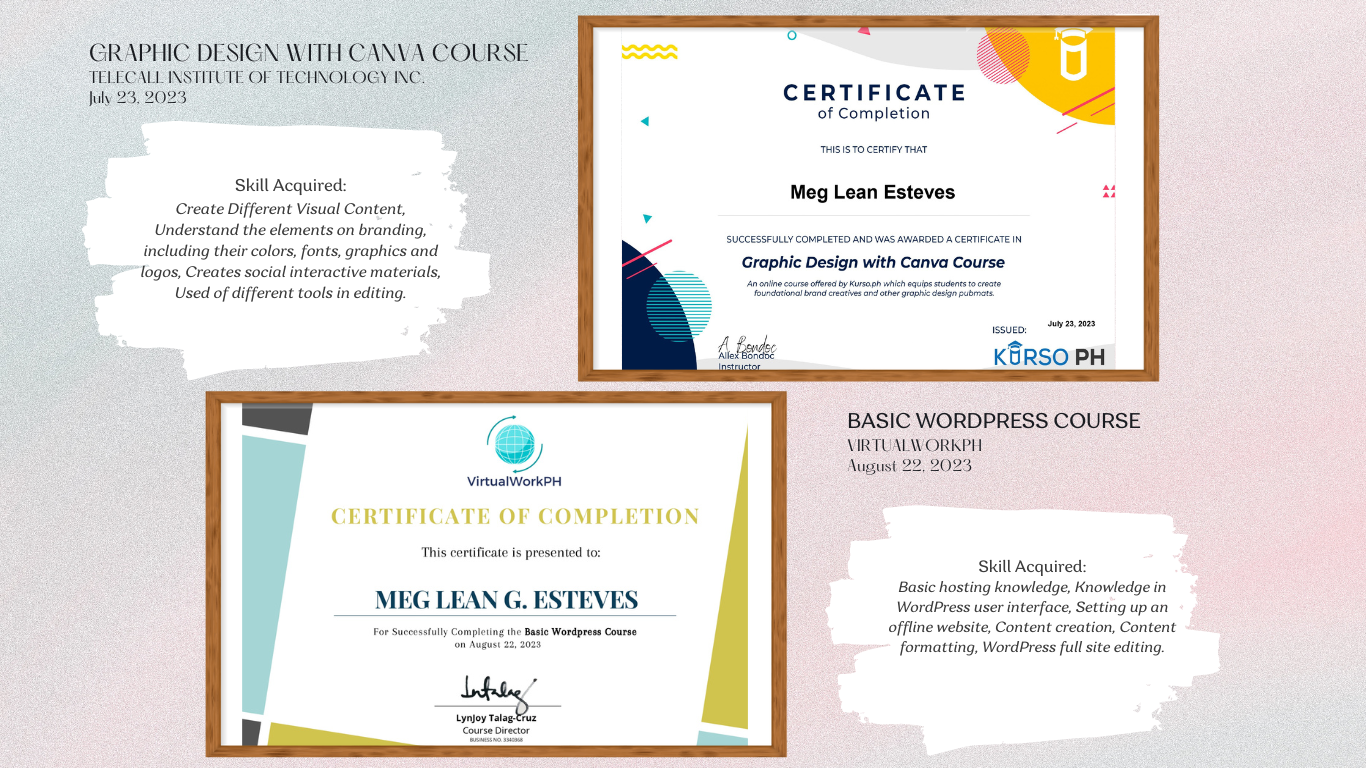 GRAPHIC DESIGN WITH CANVA COURSE
TELECALL INSTITUTE OF TECHNOLOGY INC.
July 23, 2023
Skill Acquired:
Create Different Visual Content,
Understand the elements on branding,
including their colors, fonts, graphics and
logos, Creates social interactive materials,
Used of different tools in editing.
CERTIFICATE
of Completion
THIS IS TO CERTIFY THAT
Meg Lean Esteves
SUCCESSFULLY COMPLETED AND WAS AWARDED A CERTIFICATE IN
Graphic Design with Canva Course
An online course offered by Kurso.ph which equips students to create
foundational brand creatives and other graphic design pubmats.
A. Bondoc
Allex Bondoc
Instructor
ISSUED:
July 23, 2023
KURSO PH
VirtualWorkPH
CERTIFICATE OF COMPLETION
This certificate is presented to:
MEG LEAN G. ESTEVES
For Successfully Completing the Basic Wordpress Course
on August 22, 2023
LynJoy Talag-Cruz
Course Director
BUSINESS NO. 3340368
BASIC WORDPRESS COURSE
VIRTUALWORKPH
August 22, 2023
Skill Acquired:
Basic hosting knowledge, Knowledge in
WordPress user interface, Setting up an
offline website, Content creation, Content
formatting, WordPress full site editing.